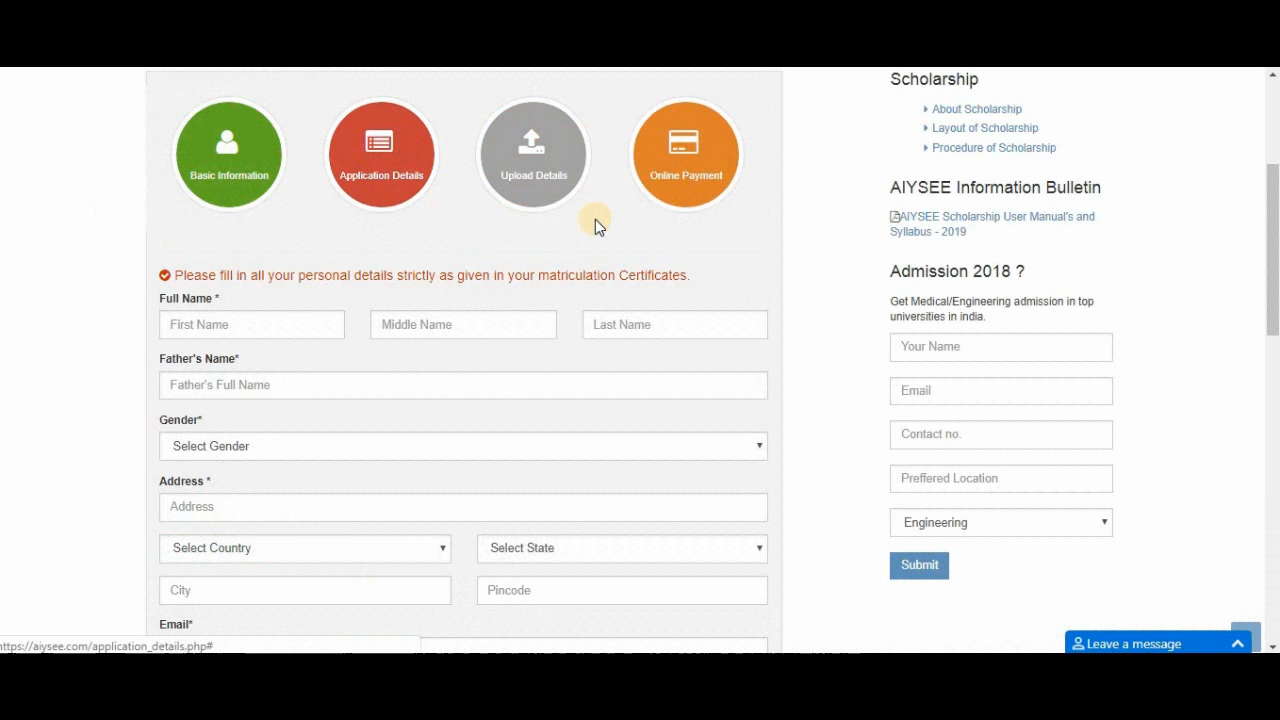 Basic Information
Application Details
Upload Details
Online Payment
Please fill in all your personal details strictly as given in your matriculation Certificates.
Full Name *
First Name
Middle Name
Last Name
Father's Name*
Father's Full Name
Gender*
Select Gender
Address *
Address
Select Country
Select State
City
Pincode
Email*
https://aiysee.com/application_details.php#
Scholarship
About Scholarship
Layout of Scholarship
Procedure of Scholarship
AIYSEE Information Bulletin
AIYSEE Scholarship User Manual's and
Syllabus - 2019
Admission 2018 ?
Get Medical/Engineering admission in top
universities in india.
Your Name
Email
Contact no.
Preffered Location
Engineering
Submit
Leave a message